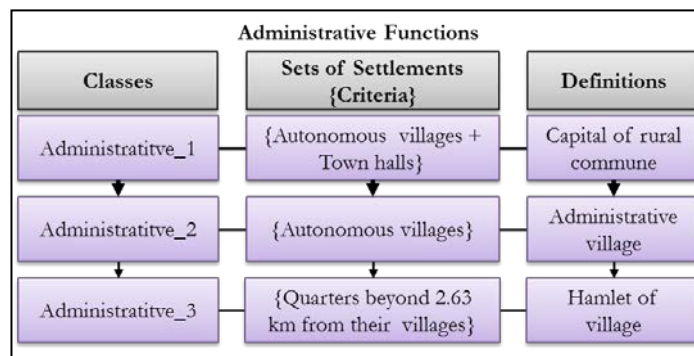 Administrative Functions
Classes
Sets of Settlements
{Criteria}
Definitions
Administratitve_1
{Autonomous villages +
Town halls}
Capital of rural
commune
Administratitve_2
{Autonomous villages}
Administrative
village
Administratitve_3
{Quarters beyond 2.63
km from their villages}
Hamlet of
village